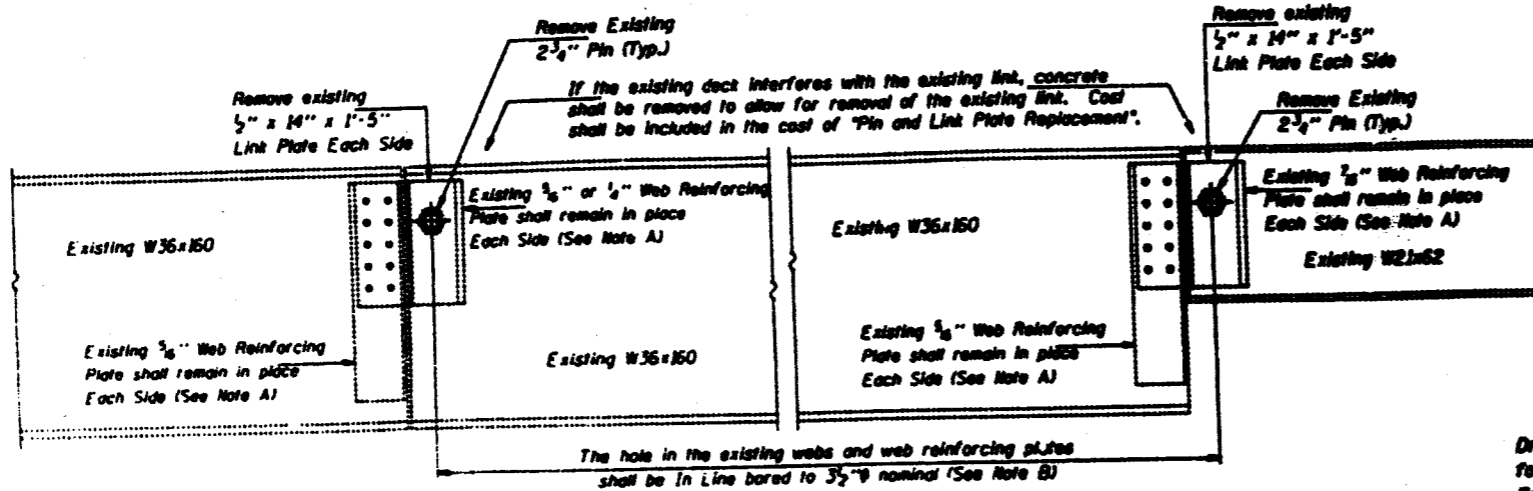 Remove Existing
2 3/4" Pin (Typ.)
Remove existing
1/2" x 14" x 1'-5"
Link Plate Each Side
If the existing deck interferes with the existing link, concrete
shall be removed to allow for removal of the existing link. Cost
shall be included in the cost of "Pin and Link Plate Replacement".
Remove existing
1/2" x 14" x 1'-5"
Link Plate Each Side
Remove Existing
2 3/4" Pin (Typ.)
Existing W36x160
Existing 5/16" or 1/4" Web Reinforcing
Plate shall remain in place
Each Side (See Note A)
Existing W36x160
Existing 7/16" Web Reinforcing
Plate shall remain in place
Each Side (See Note A)
Existing W21x62
Existing 5/16" Web Reinforcing
Plate shall remain in place
Each Side (See Note A)
Existing W36x160
Existing 5/16" Web Reinforcing
Plate shall remain in place
Each Side (See Note A)
The hole in the existing webs and web reinforcing plates
shall be In Line bored to 3 1/2"ø nominal (See Note B)